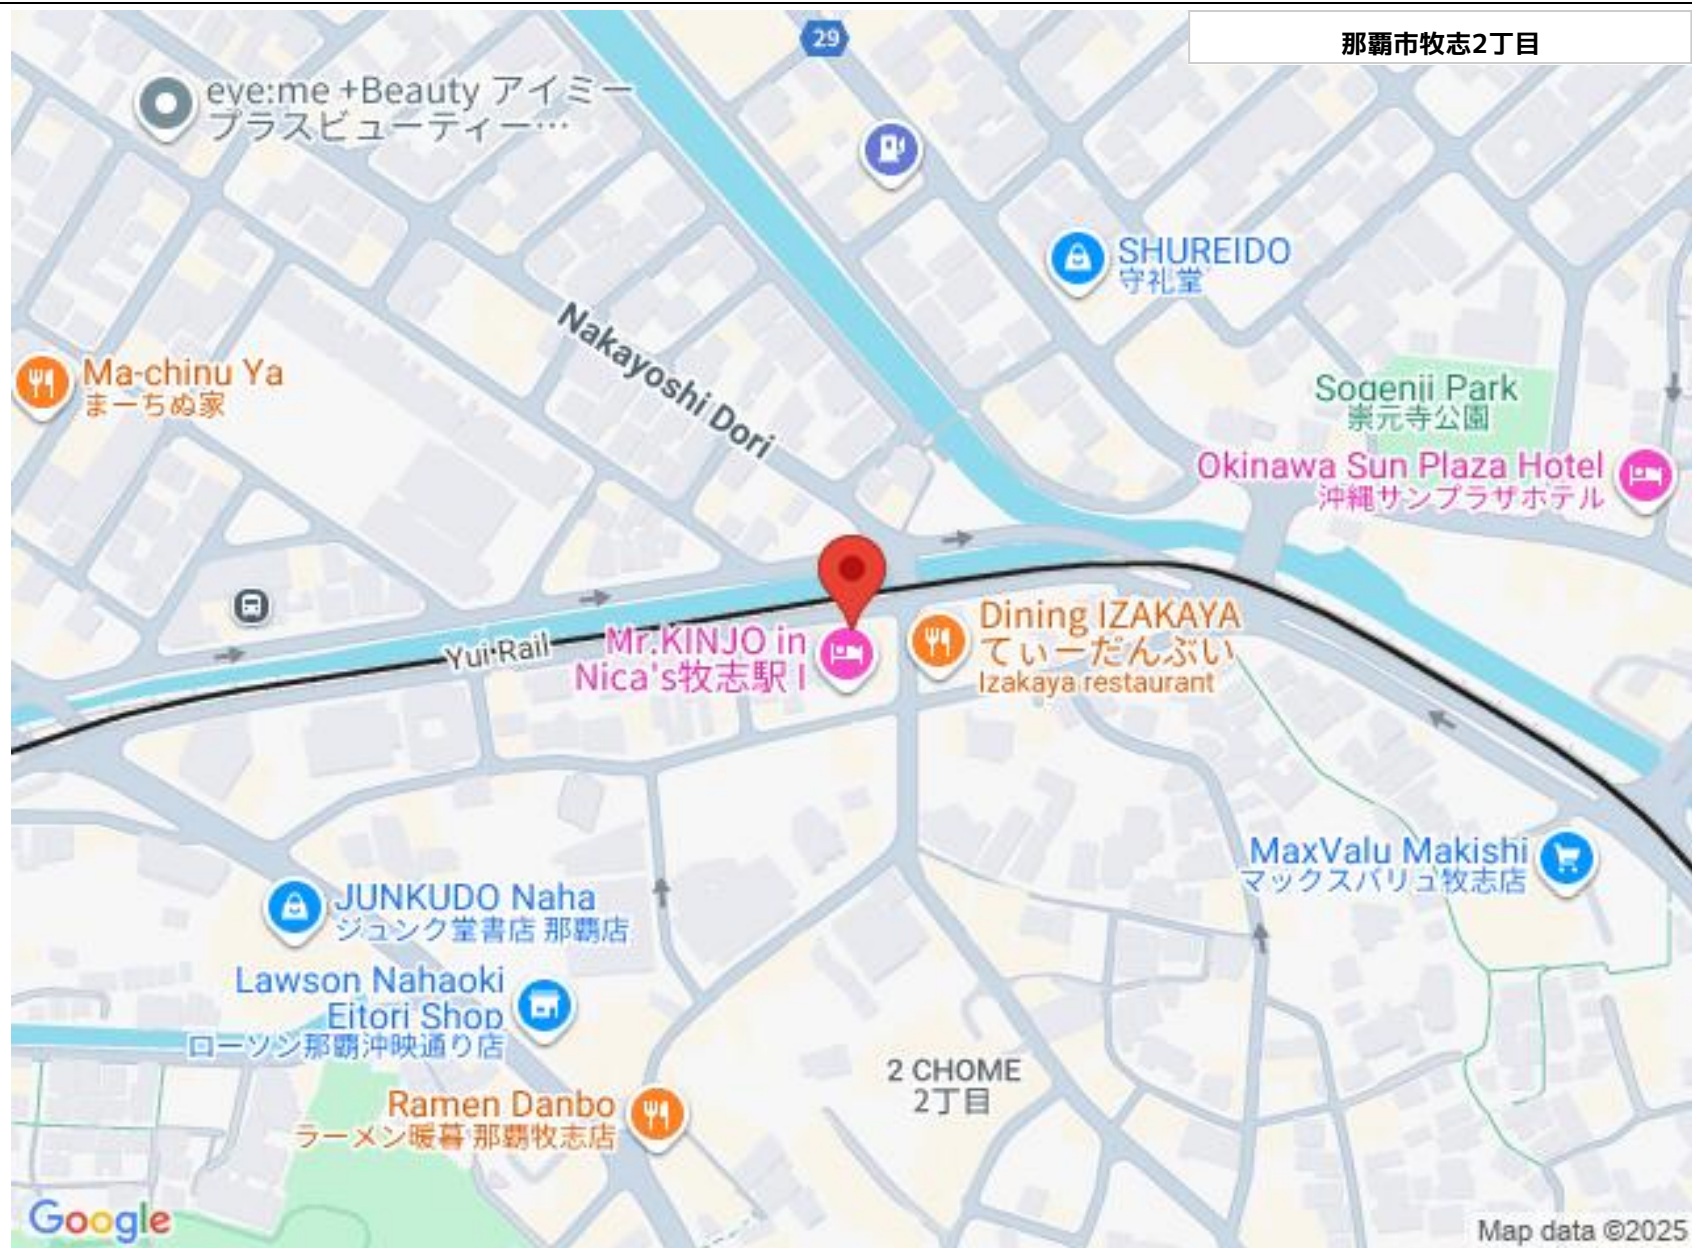 那覇市牧志2丁目
29
eye:me +Beauty アイミー
プラスビューティー…
SHUREIDO
守礼堂
Nakayoshi Dori
Ma-chinu Ya
まーちぬ家
Sogenji Park
崇元寺公園
Okinawa Sun Plaza Hotel
沖縄サンプラザホテル
Yui Rail
Mr.KINJO in
Nica's牧志駅 I
Dining IZAKAYA
てぃーだんぶい
Izakaya restaurant
MaxValu Makishi
マックスバリュ牧志店
JUNKUDO Naha
ジュンク堂書店 那覇店
Lawson Nahaoki
Eitori Shop
ローソン那覇沖映通り店
2 CHOME
2丁目
Ramen Danbo
ラーメン暖暮 那覇牧志店
Google
Map data ©2025